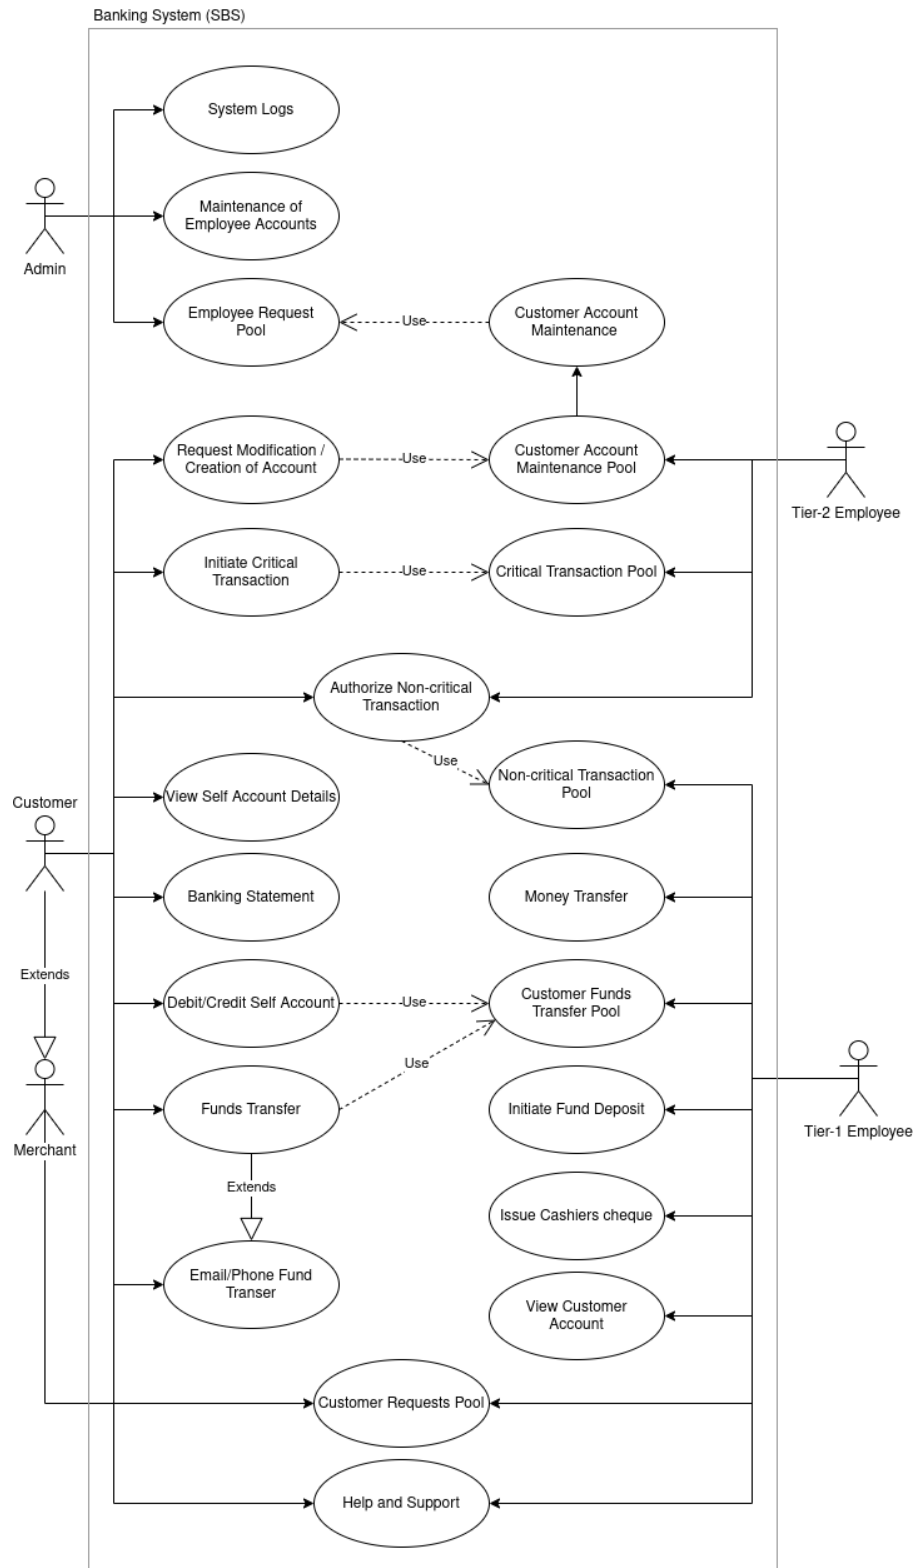 Banking System (SBS)
System Logs
Maintenance of
Employee Accounts
Admin
Employee Request
Pool
Use
Customer Account
Maintenance
Request Modification /
Creation of Account
Use
Customer Account
Maintenance Pool
Tier-2 Employee
Initiate Critical
Transaction
Use
Critical Transaction Pool
Authorize Non-critical
Transaction
Use
Non-critical Transaction
Pool
View Self Account Details
Customer
Banking Statement
Money Transfer
Extends
Debit/Credit Self Account
Use
Customer Funds
Transfer Pool
Use
Merchant
Funds Transfer
Initiate Fund Deposit
Tier-1 Employee
Extends
Issue Cashiers cheque
Email/Phone Fund
Transer
View Customer
Account
Customer Requests Pool
Help and Support